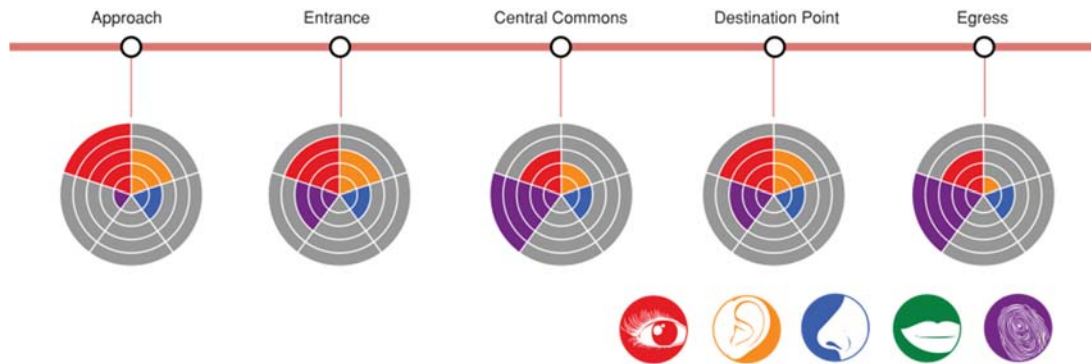 Approach
Entrance
Central Commons
Destination Point
Egress